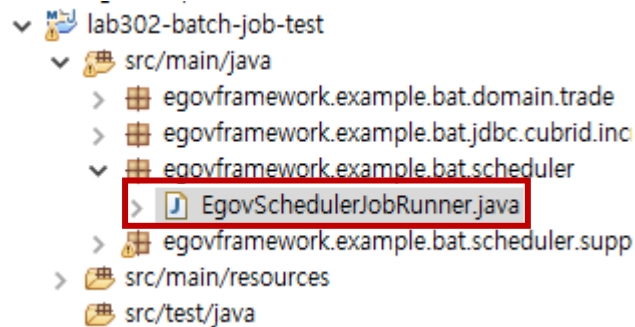 lab302-batch-job-test
src/main/java
egovframework.example.bat.domain.trade
egovframework.example.bat.jdbc.cubrid.inc
egovframework.example.bat.scheduler
EgovSchedulerJobRunner.java
egovframework.example.bat.scheduler.supp
src/main/resources
src/test/java